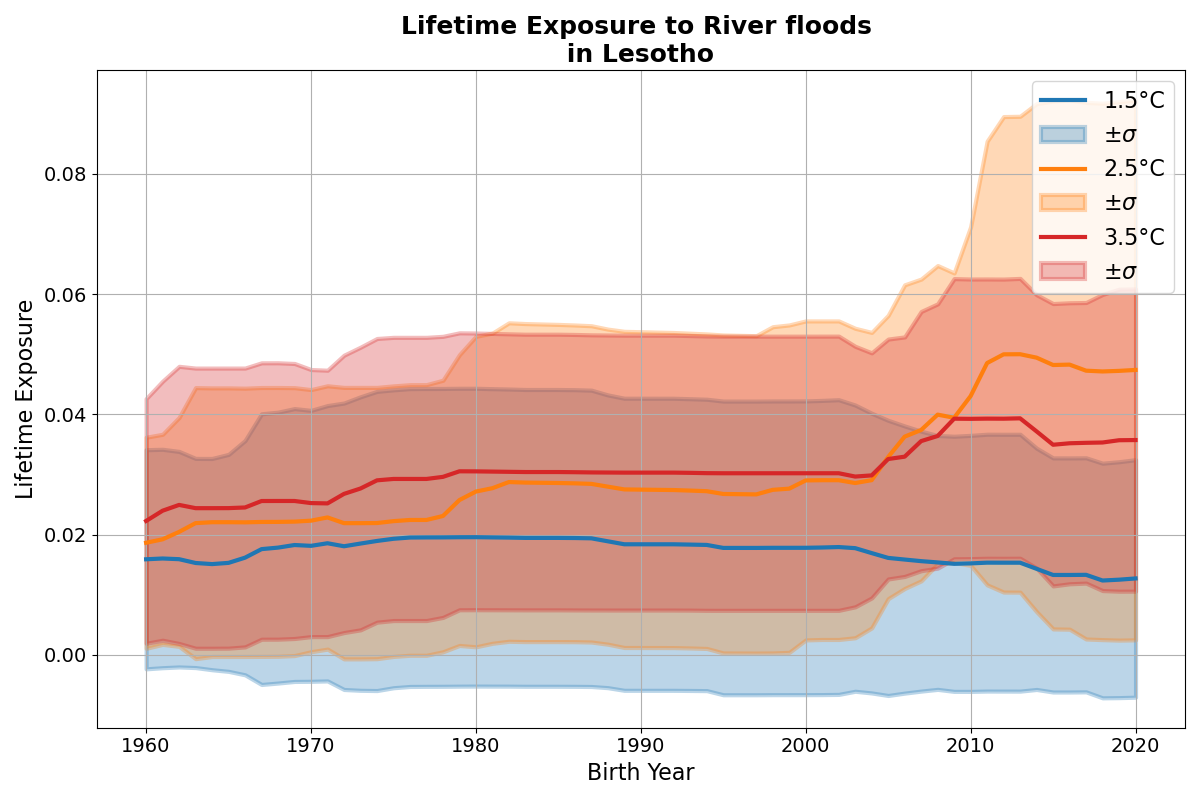 Lifetime Exposure to River floods
in Lesotho
Lifetime Exposure
0.08
0.06
0.04
0.02
0.00
1960
1970
1980
1990
2000
2010
2020
Birth Year
1.5°C
±σ
2.5°C
±σ
3.5°C
±σ